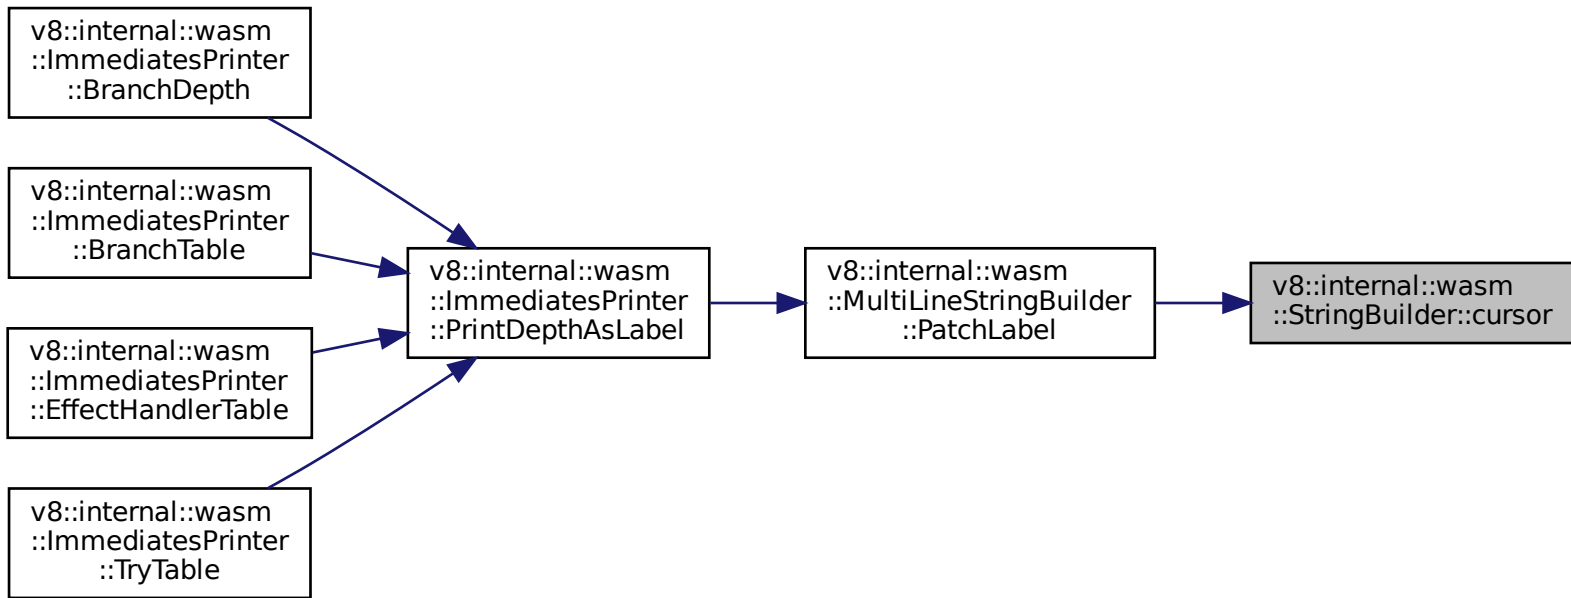 v8::internal::wasm
::ImmediatesPrinter
::BranchDepth
v8::internal::wasm
::ImmediatesPrinter
::BranchTable
v8::internal::wasm
::ImmediatesPrinter
::EffectHandlerTable
v8::internal::wasm
::ImmediatesPrinter
::TryTable
v8::internal::wasm
::ImmediatesPrinter
::PrintDepthAsLabel
v8::internal::wasm
::MultiLineStringBuilder
::PatchLabel
v8::internal::wasm
::StringBuilder::cursor